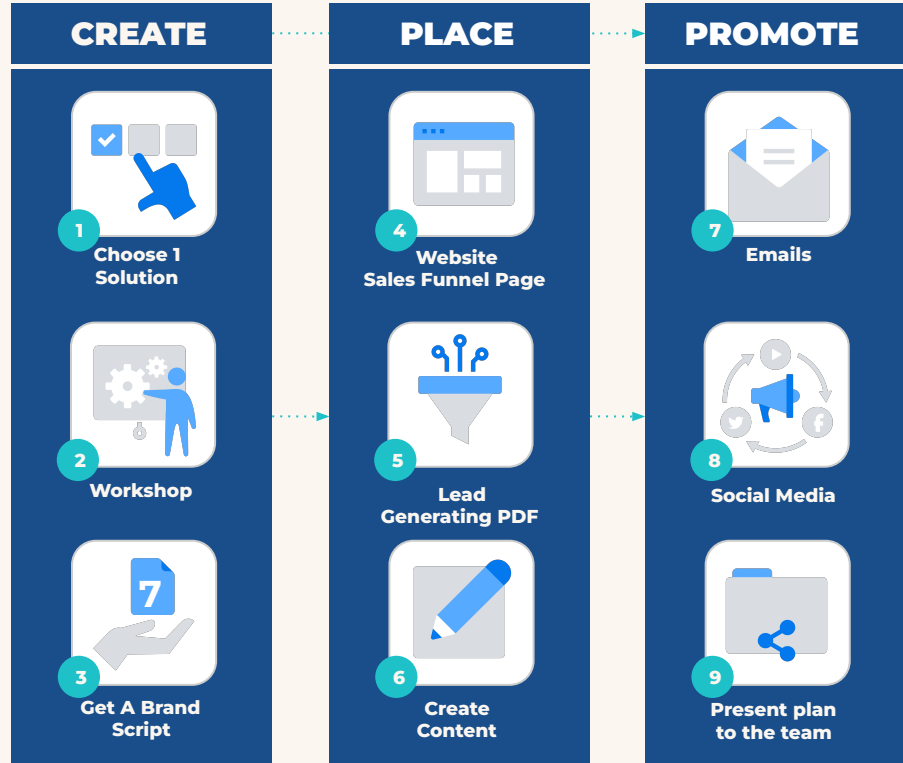 CREATE
1
Choose 1
Solution
2
Workshop
7
3
Get A Brand
Script
PLACE
4
Website
Sales Funnel Page
5
Lead
Generating PDF
6
Create
Content
PROMOTE
7
Emails
8
Social Media
9
Present plan
to the team